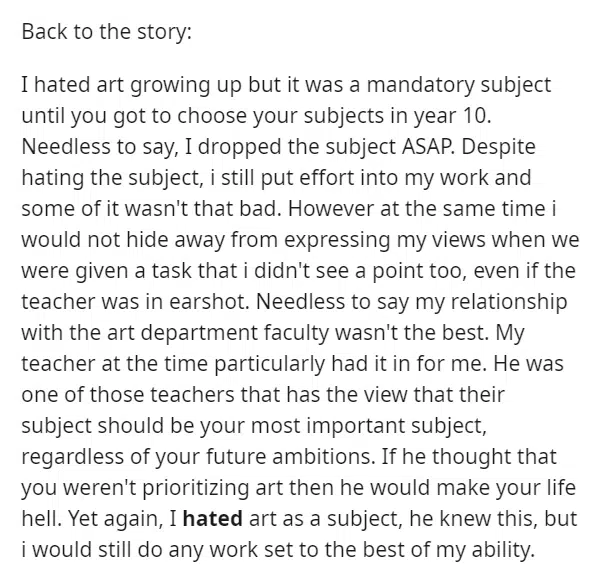 Back to the story:
I hated art growing up but it was a mandatory subject
until you got to choose your subjects in year 10.
Needless to say, I dropped the subject ASAP. Despite
hating the subject, i still put effort into my work and
some of it wasn't that bad. However at the same time i
would not hide away from expressing my views when we
were given a task that i didn't see a point too, even if the
teacher was in earshot. Needless to say my relationship
with the art department faculty wasn't the best. My
teacher at the time particularly had it in for me. He was
one of those teachers that has the view that their
subject should be your most important subject,
regardless of your future ambitions. If he thought that
you weren't prioritizing art then he would make your life
hell. Yet again, I hated art as a subject, he knew this, but
i would still do any work set to the best of my ability.